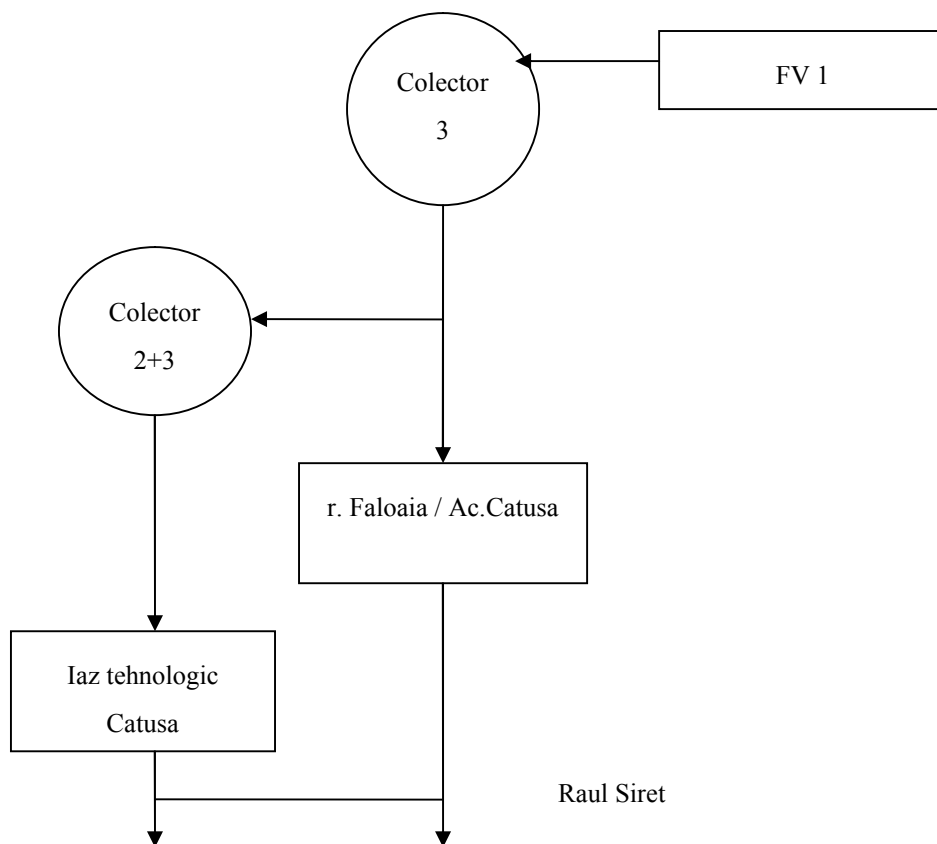 Colector
3
FV 1
Colector
2+3
r. Faloaia / Ac.Catusa
Iaz tehnologic
Catusa
Raul Siret